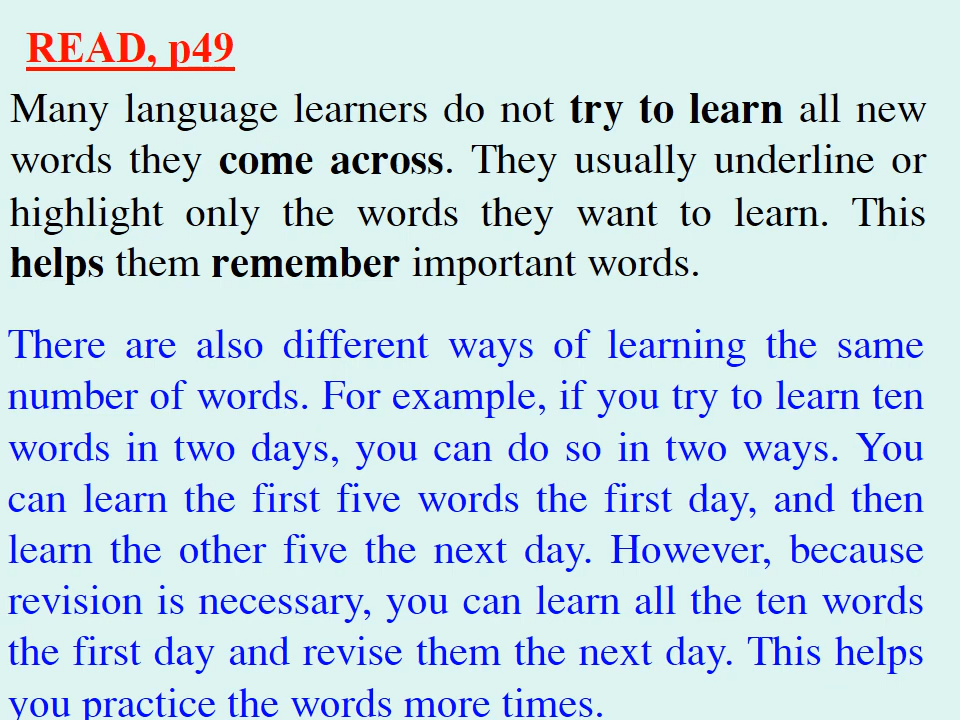 READ, p49
Many language learners do not try to learn all new
words they come across. They usually underline or
highlight only the words they want to learn. This
helps them remember important words.
There are also different ways of learning the same
number of words. For example, if you try to learn ten
words in two days, you can do so in two ways. You
can learn the first five words the first day, and then
learn the other five the next day. However, because
revision is necessary, you can learn all the ten words
the first day and revise them the next day. This helps
you practice the words more times.